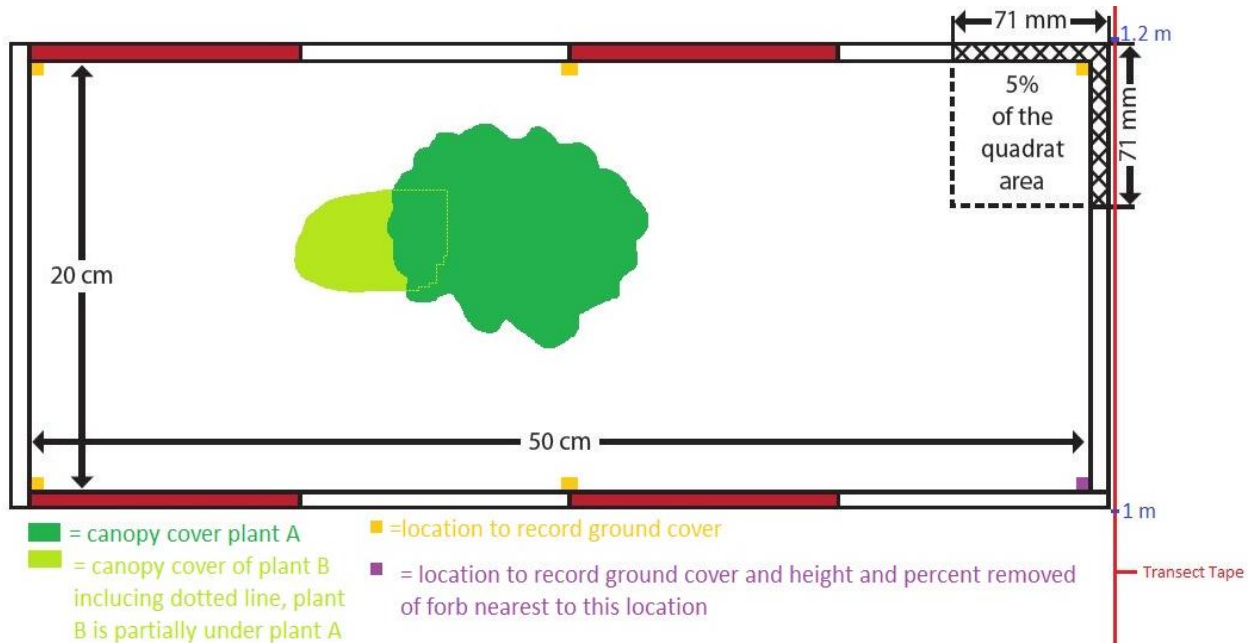 71 mm
1.2 m
71 mm
5%
of the
quadrat
area
20 cm
50 cm
1 m
= canopy cover plant A
= canopy cover of plant B
inclucing dotted line, plant
B is partially under plant A
=location to record ground cover
= location to record ground cover and height and percent removed
of forb nearest to this location
Transect Tape